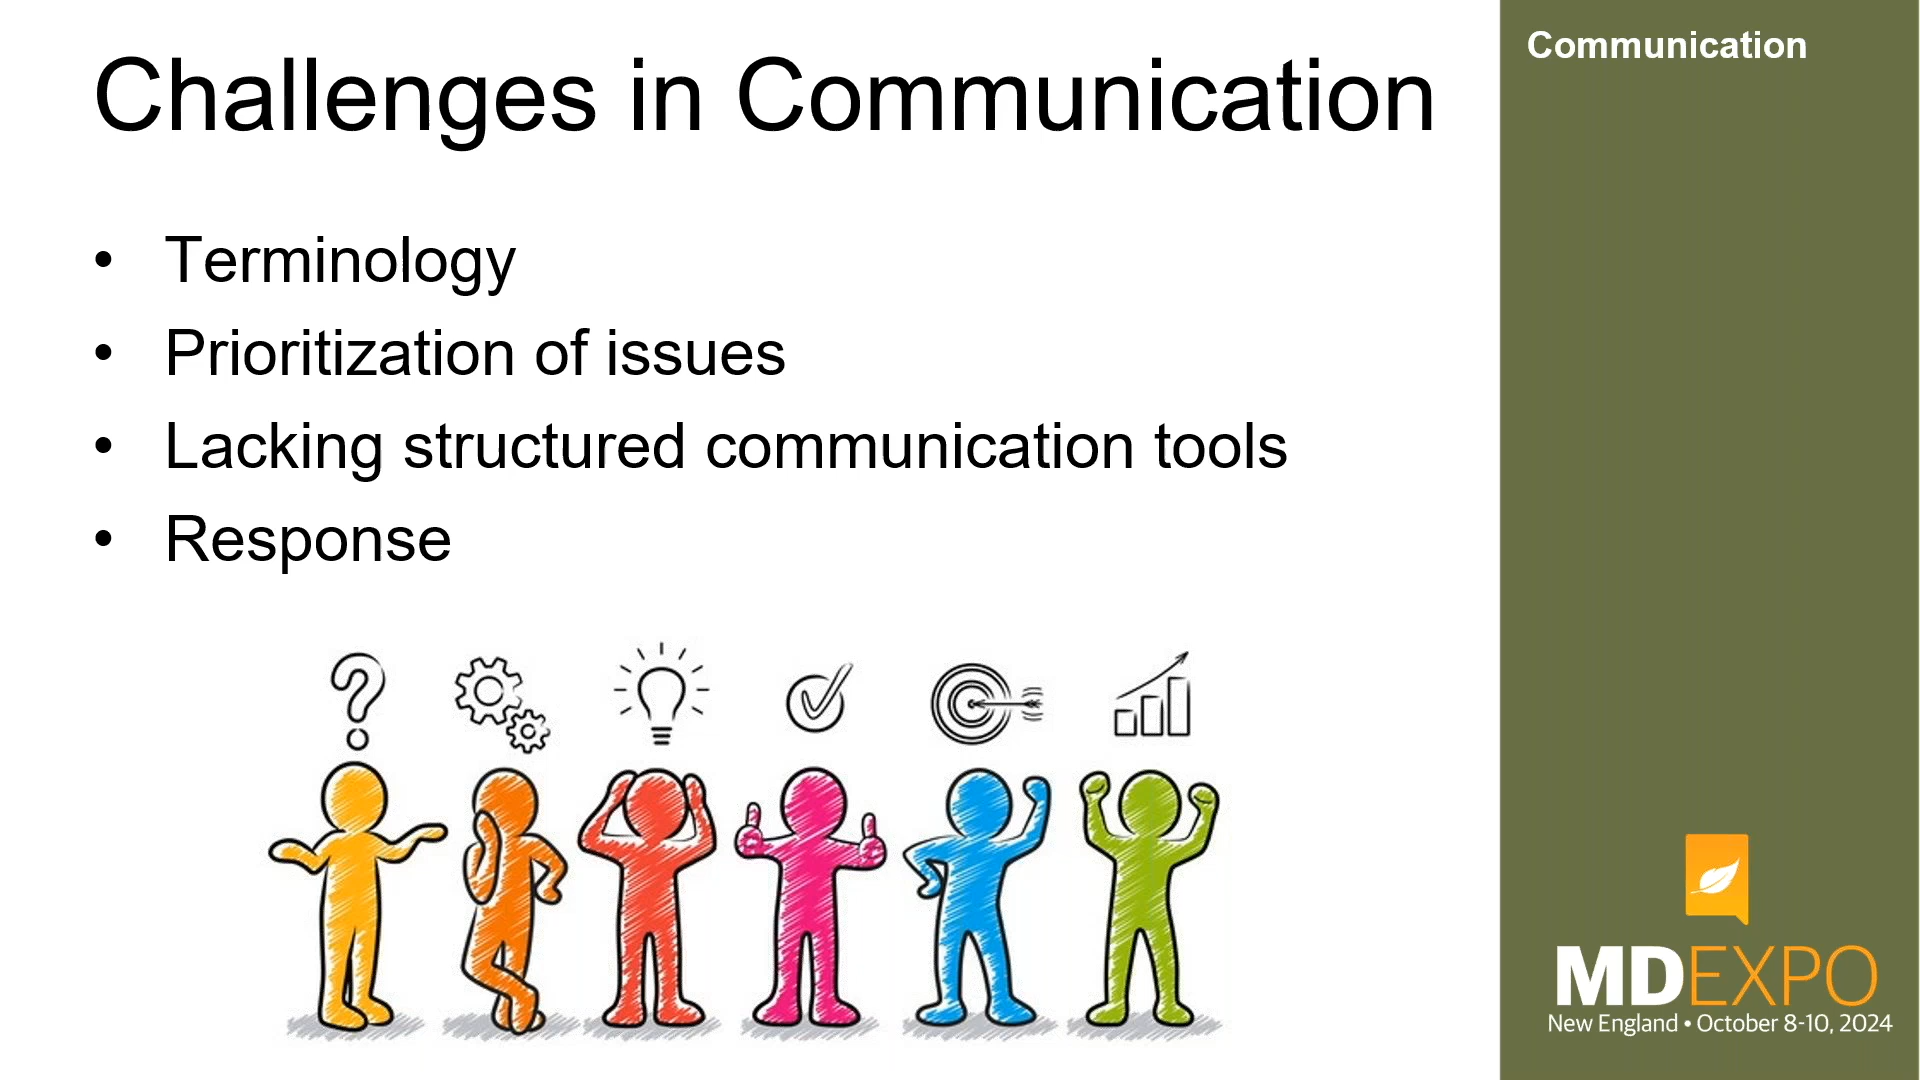 Challenges in Communication
Communication
• Terminology
• Prioritization of issues
• Lacking structured communication tools
• Response
MDEXPO
New England • October 8-10, 2024